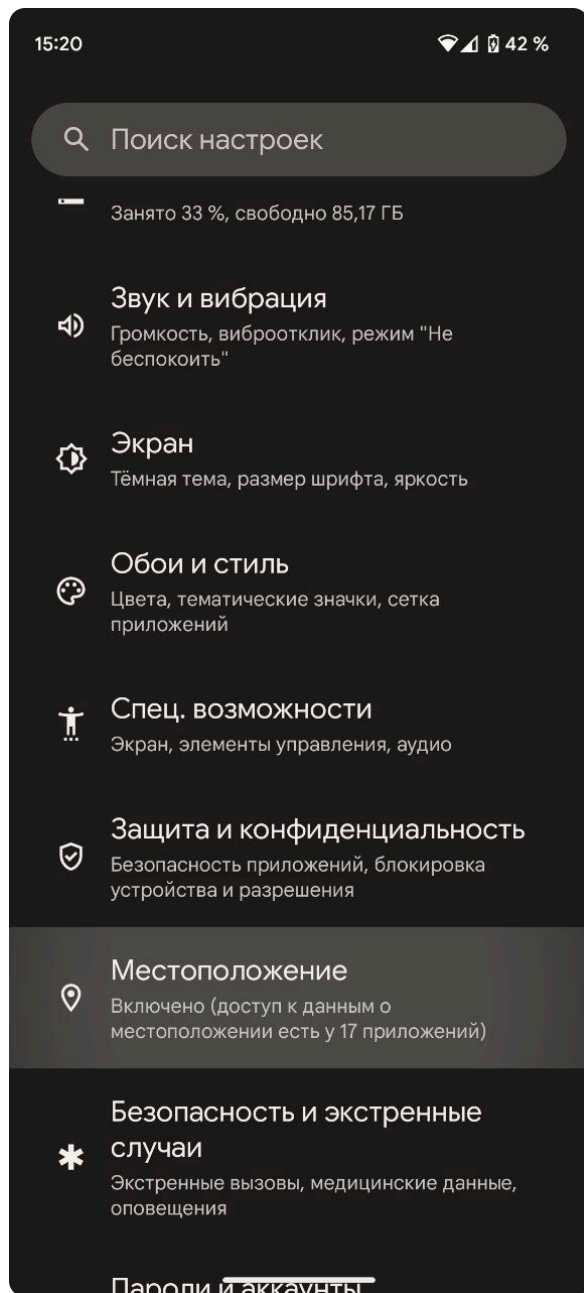 15:20
42 %
Поиск настроек
Занято 33 %, свободно 85,17 ГБ
Звук и вибрация
Громкость, виброотклик, режим "Не
беспокоить"
Экран
Тёмная тема, размер шрифта, яркость
Обои и стиль
Цвета, тематические значки, сетка
приложений
Спец. возможности
Экран, элементы управления, аудио
Защита и конфиденциальность
Безопасность приложений, блокировка
устройства и разрешения
Местоположение
Включено (доступ к данным о
местоположении есть у 17 приложений)
Безопасность и экстренные
случаи
Экстренные вызовы, медицинские данные,
оповещения
Пароли и аккаунты